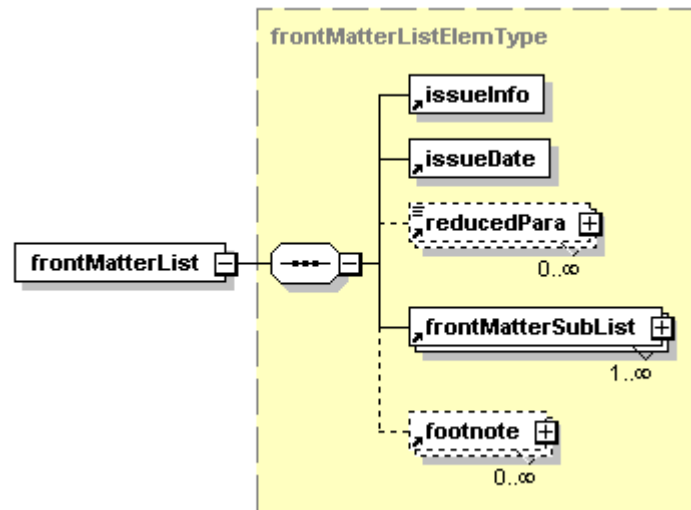 frontMatterListElemType
issueInfo
issueDate
reducedPara
0..∞
frontMatterList
frontMatterSubList
1..∞
footnote
0..∞